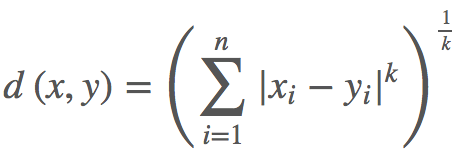 d (x, y) = ( ∑_{i=1}^{n} |x_i − y_i|^k )^{1/k}